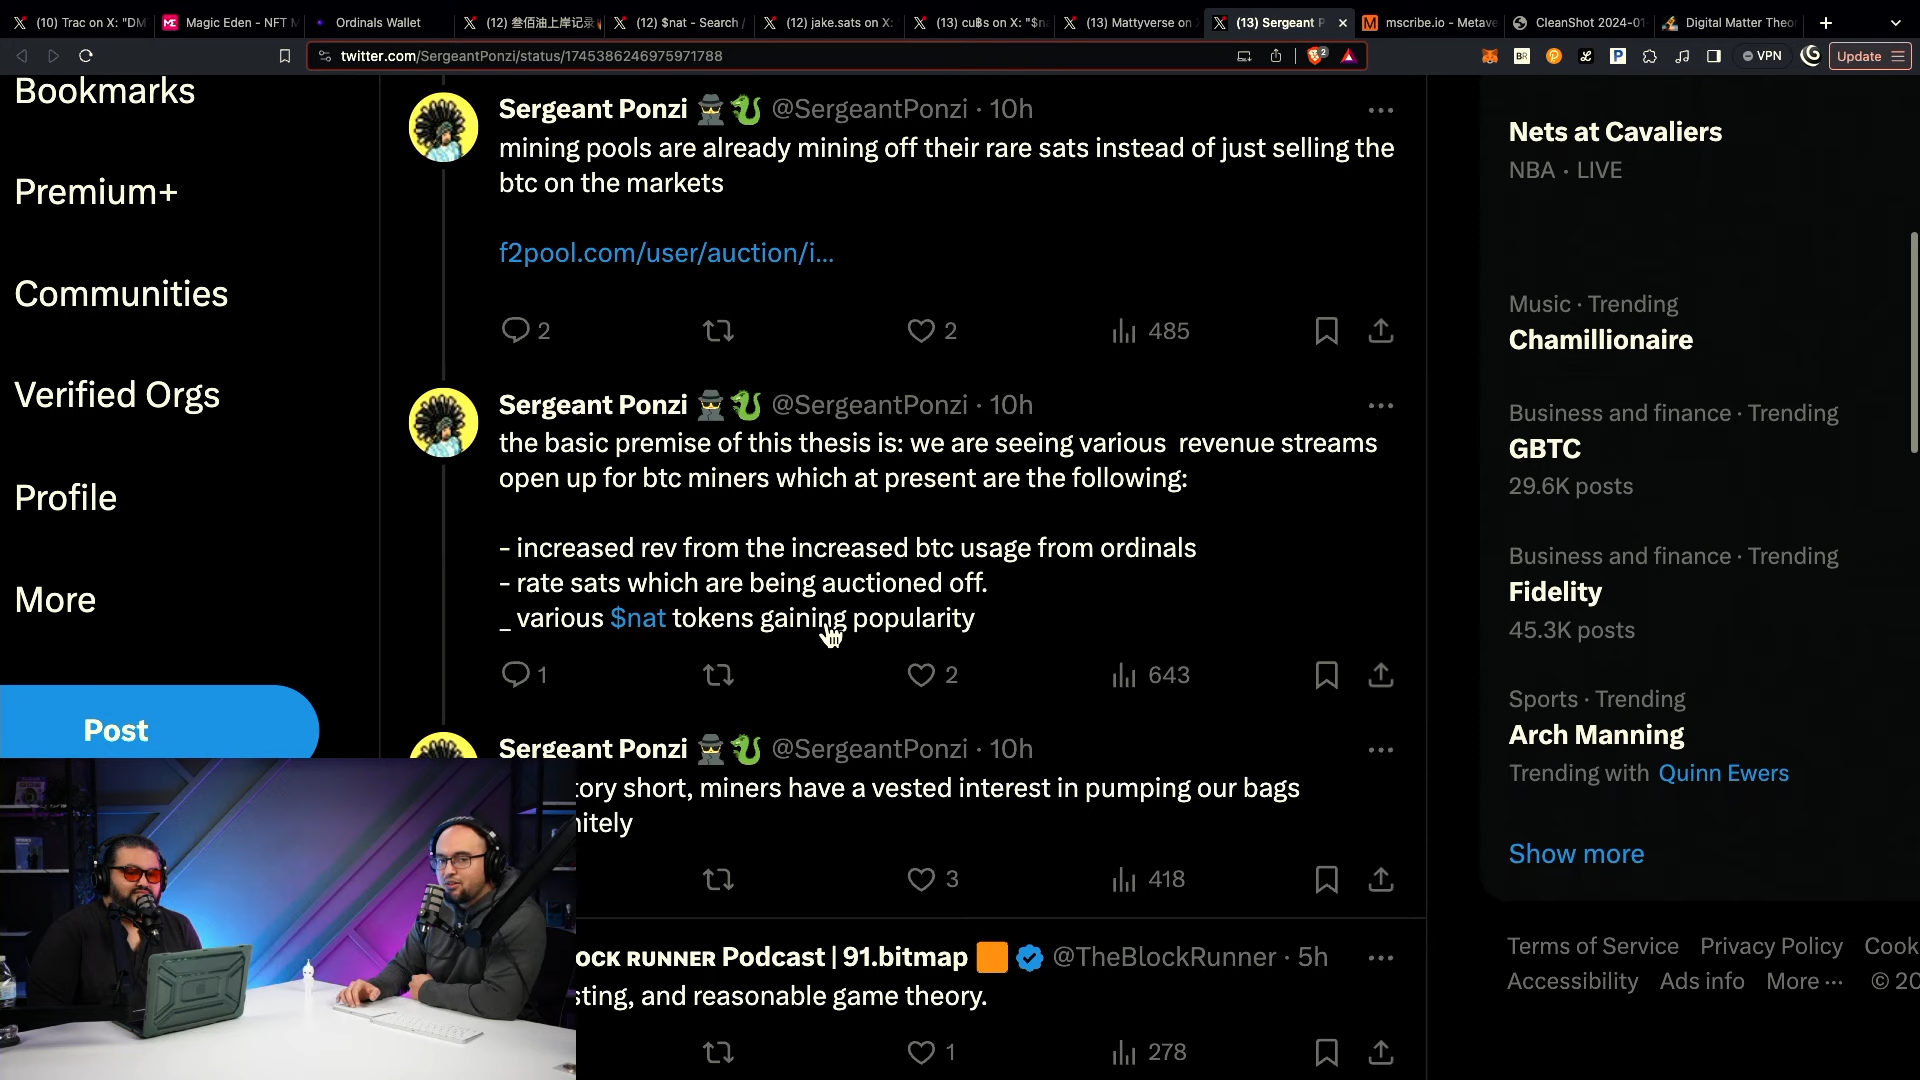 (10) Trac on X: "DM
Magic Eden - NFT M
Ordinals Wallet
(12) 叁佰油上岸记录
(12) $nat - Search /
(12) jake.sats on X:
(13) cuBs on X: "$n
(13) Mattyverse on
(13) Sergeant P
mscribe.io - Metave
CleanShot 2024-01
Digital Matter Theor
twitter.com/SergeantPonzi/status/1745386246975971788
2
BR
VPN
Update
Bookmarks
Premium+
Communities
Verified Orgs
Profile
More
Post
Sergeant Ponzi @SergeantPonzi · 10h
mining pools are already mining off their rare sats instead of just selling the
btc on the markets
f2pool.com/user/auction/i...
2 2 485
Sergeant Ponzi @SergeantPonzi · 10h
the basic premise of this thesis is: we are seeing various revenue streams
open up for btc miners which at present are the following:
- increased rev from the increased btc usage from ordinals
- rate sats which are being auctioned off.
_ various $nat tokens gaining popularity
1 2 643
Sergeant Ponzi @SergeantPonzi · 10h
tory short, miners have a vested interest in pumping our bags
nitely
3 418
OCK RUNNER Podcast | 91.bitmap @TheBlockRunner · 5h
sting, and reasonable game theory.
1 278
Nets at Cavaliers
NBA · LIVE
Music · Trending
Chamillionaire
Business and finance · Trending
GBTC
29.6K posts
Business and finance · Trending
Fidelity
45.3K posts
Sports · Trending
Arch Manning
Trending with Quinn Ewers
Show more
Terms of Service Privacy Policy Cook
Accessibility Ads info More ··· © 20